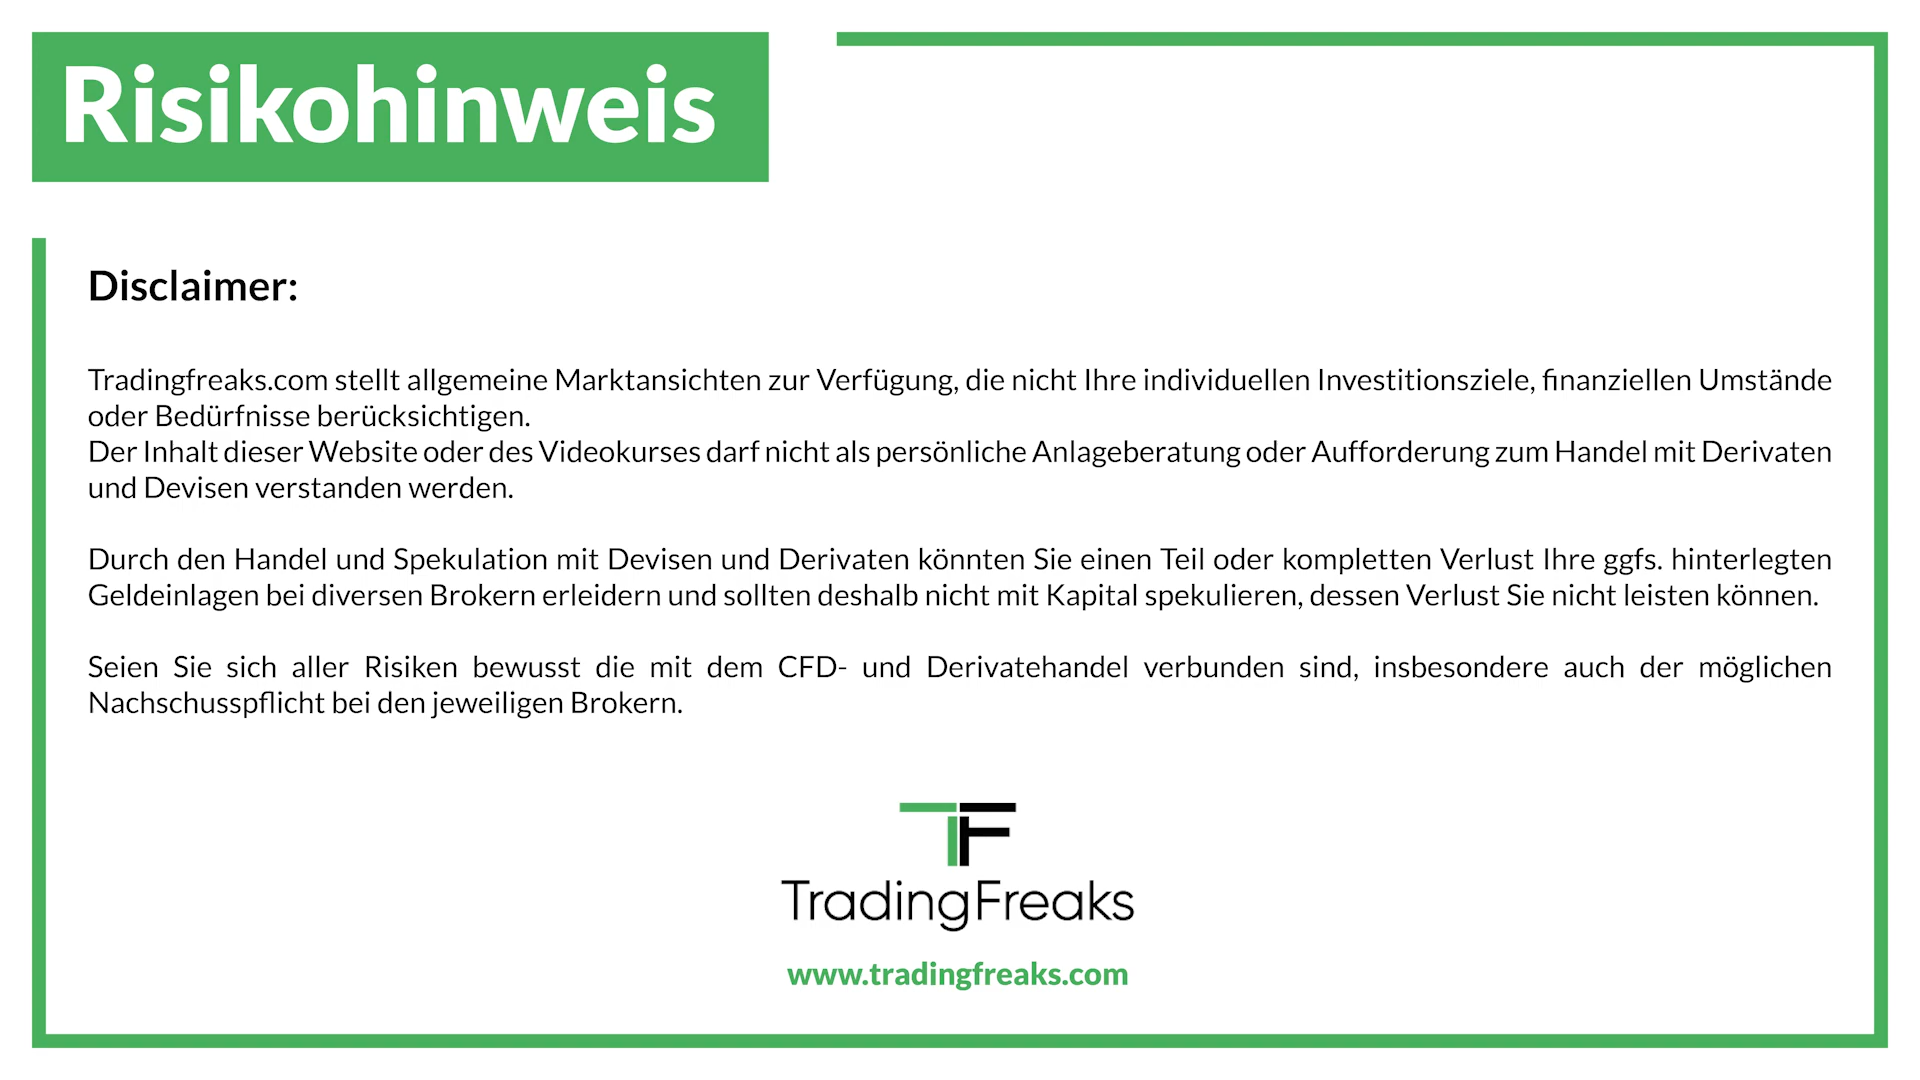 Risikohinweis
Disclaimer:
Tradingfreaks.com stellt allgemeine Marktansichten zur Verfügung, die nicht Ihre individuellen Investitionsziele, finanziellen Umstände
oder Bedürfnisse berücksichtigen.
Der Inhalt dieser Website oder des Videokurses darf nicht als persönliche Anlageberatung oder Aufforderung zum Handel mit Derivaten
und Devisen verstanden werden.
Durch den Handel und Spekulation mit Devisen und Derivaten könnten Sie einen Teil oder kompletten Verlust Ihre ggfs. hinterlegten
Geldeinlagen bei diversen Brokern erleidern und sollten deshalb nicht mit Kapital spekulieren, dessen Verlust Sie nicht leisten können.
Seien Sie sich aller Risiken bewusst die mit dem CFD- und Derivatehandel verbunden sind, insbesondere auch der möglichen
Nachschusspflicht bei den jeweiligen Brokern.
TF
TradingFreaks
www.tradingfreaks.com